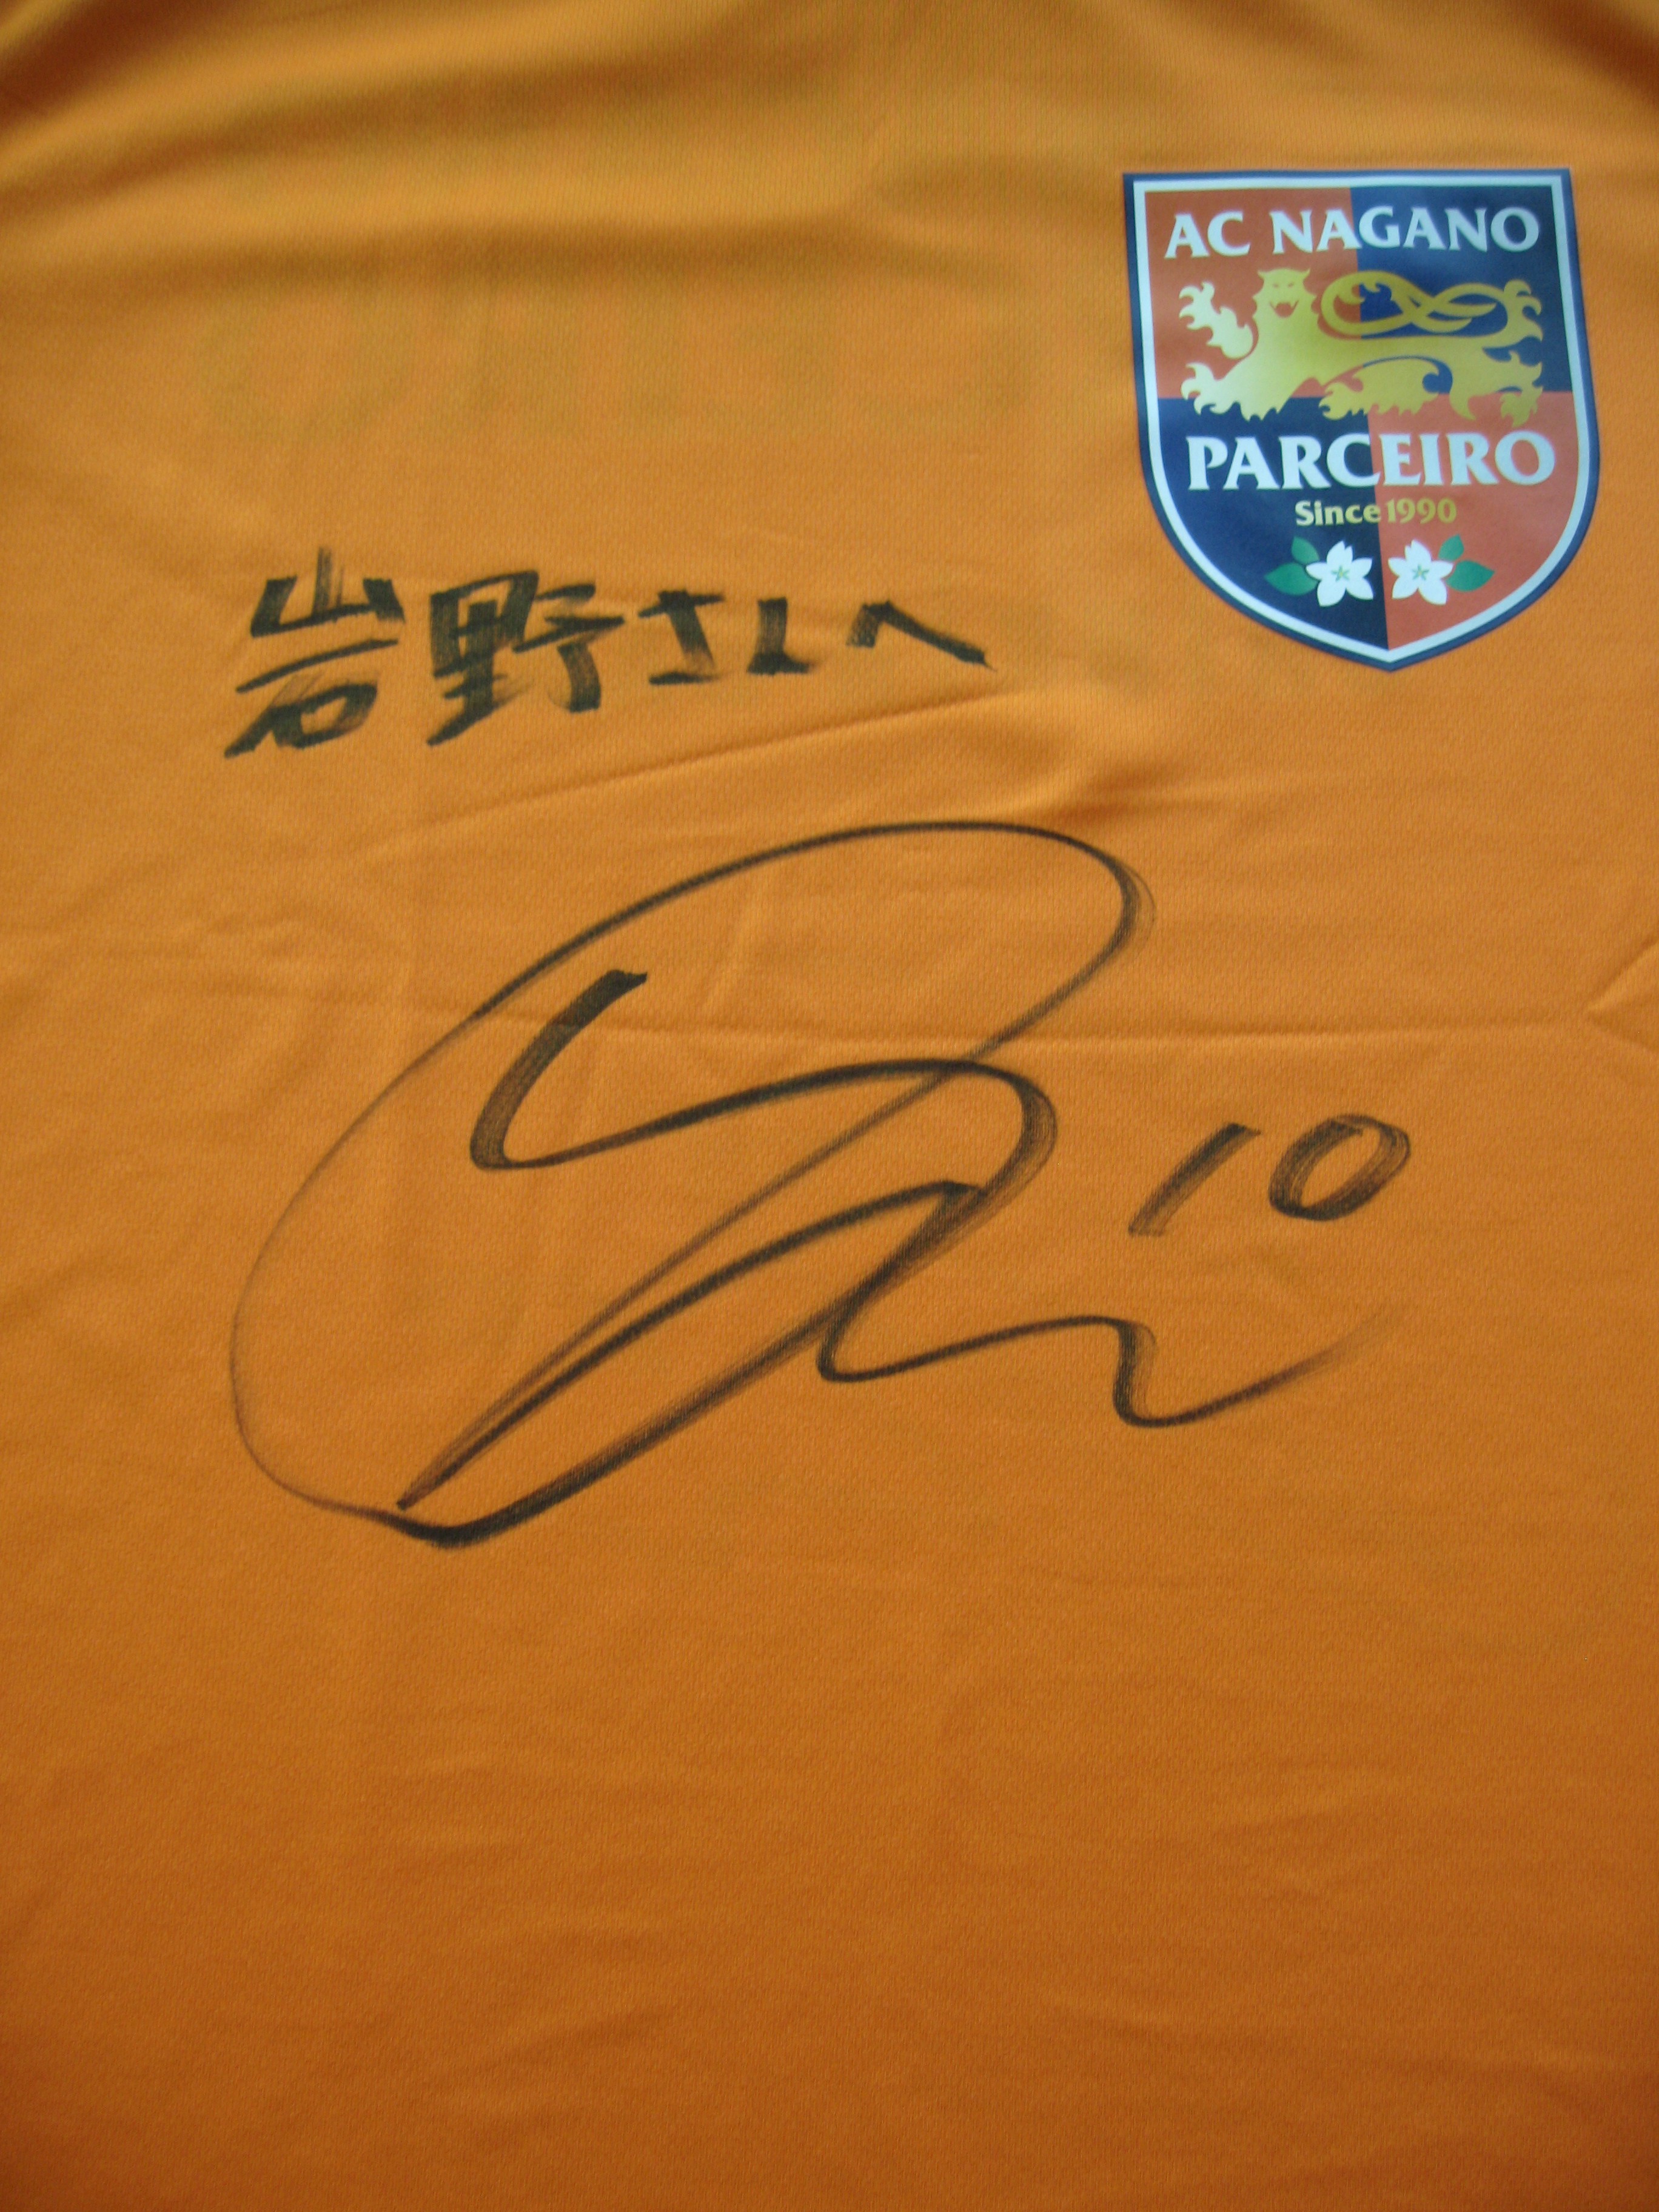 AC NAGANO
PARCEIRO
Since 1990
岩野さんへ
10